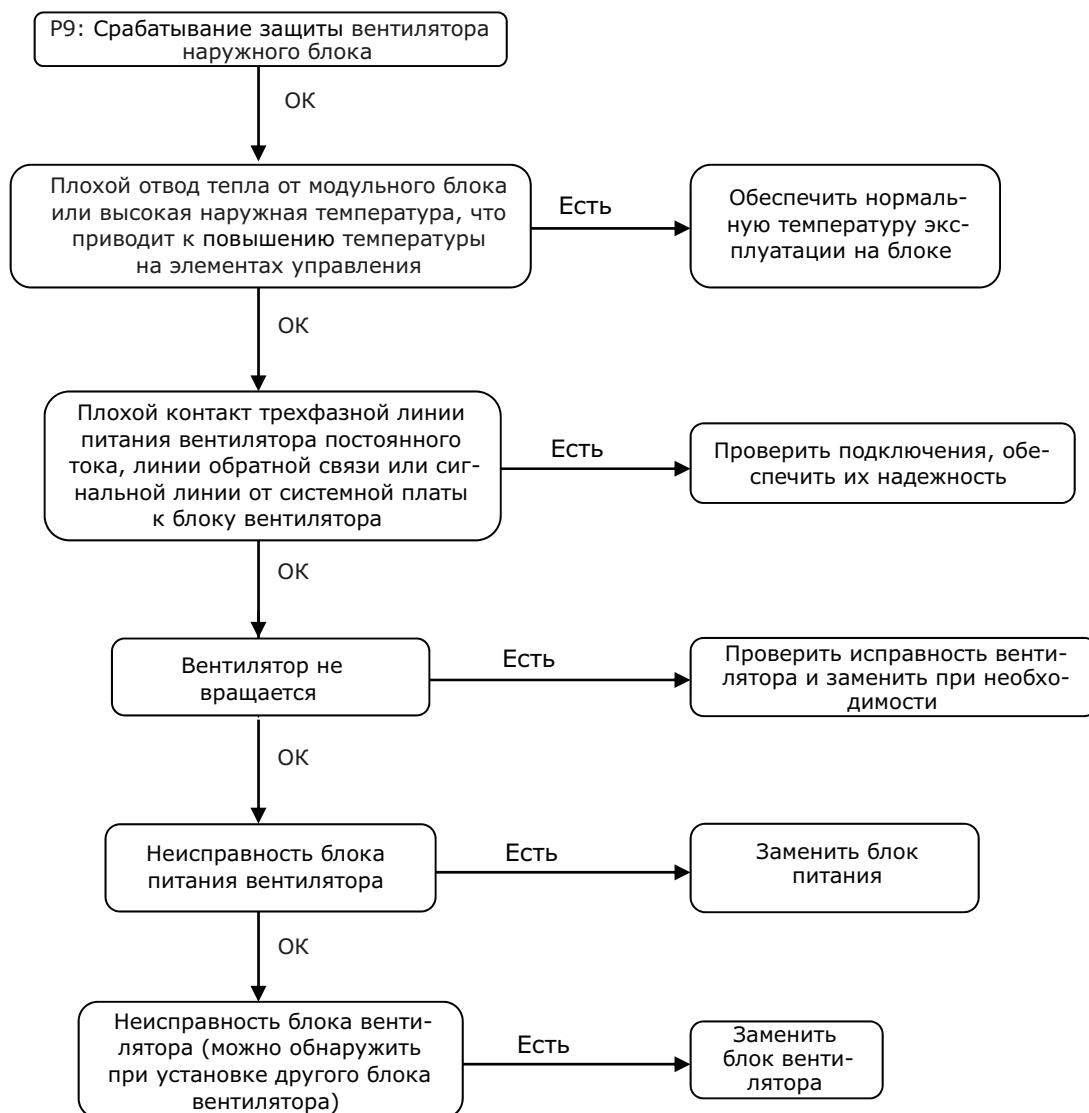 P9: Срабатывание защиты вентилятора
наружного блока
ОК
Плохой отвод тепла от модульного блока
или высокая наружная температура, что
приводит к повышению температуры
на элементах управления
Есть
Обеспечить нормаль-
ную температуру экс-
плуатации на блоке
ОК
Плохой контакт трехфазной линии
питания вентилятора постоянного
тока, линии обратной связи или сиг-
нальной линии от системной платы
к блоку вентилятора
Есть
Проверить подключения, обе-
спечить их надежность
ОК
Вентилятор не
вращается
Есть
Проверить исправность венти-
лятора и заменить при необхо-
димости
ОК
Неисправность блока
питания вентилятора
Есть
Заменить блок
питания
ОК
Неисправность блока венти-
лятора (можно обнаружить
при установке другого блока
вентилятора)
Есть
Заменить
блок венти-
лятора